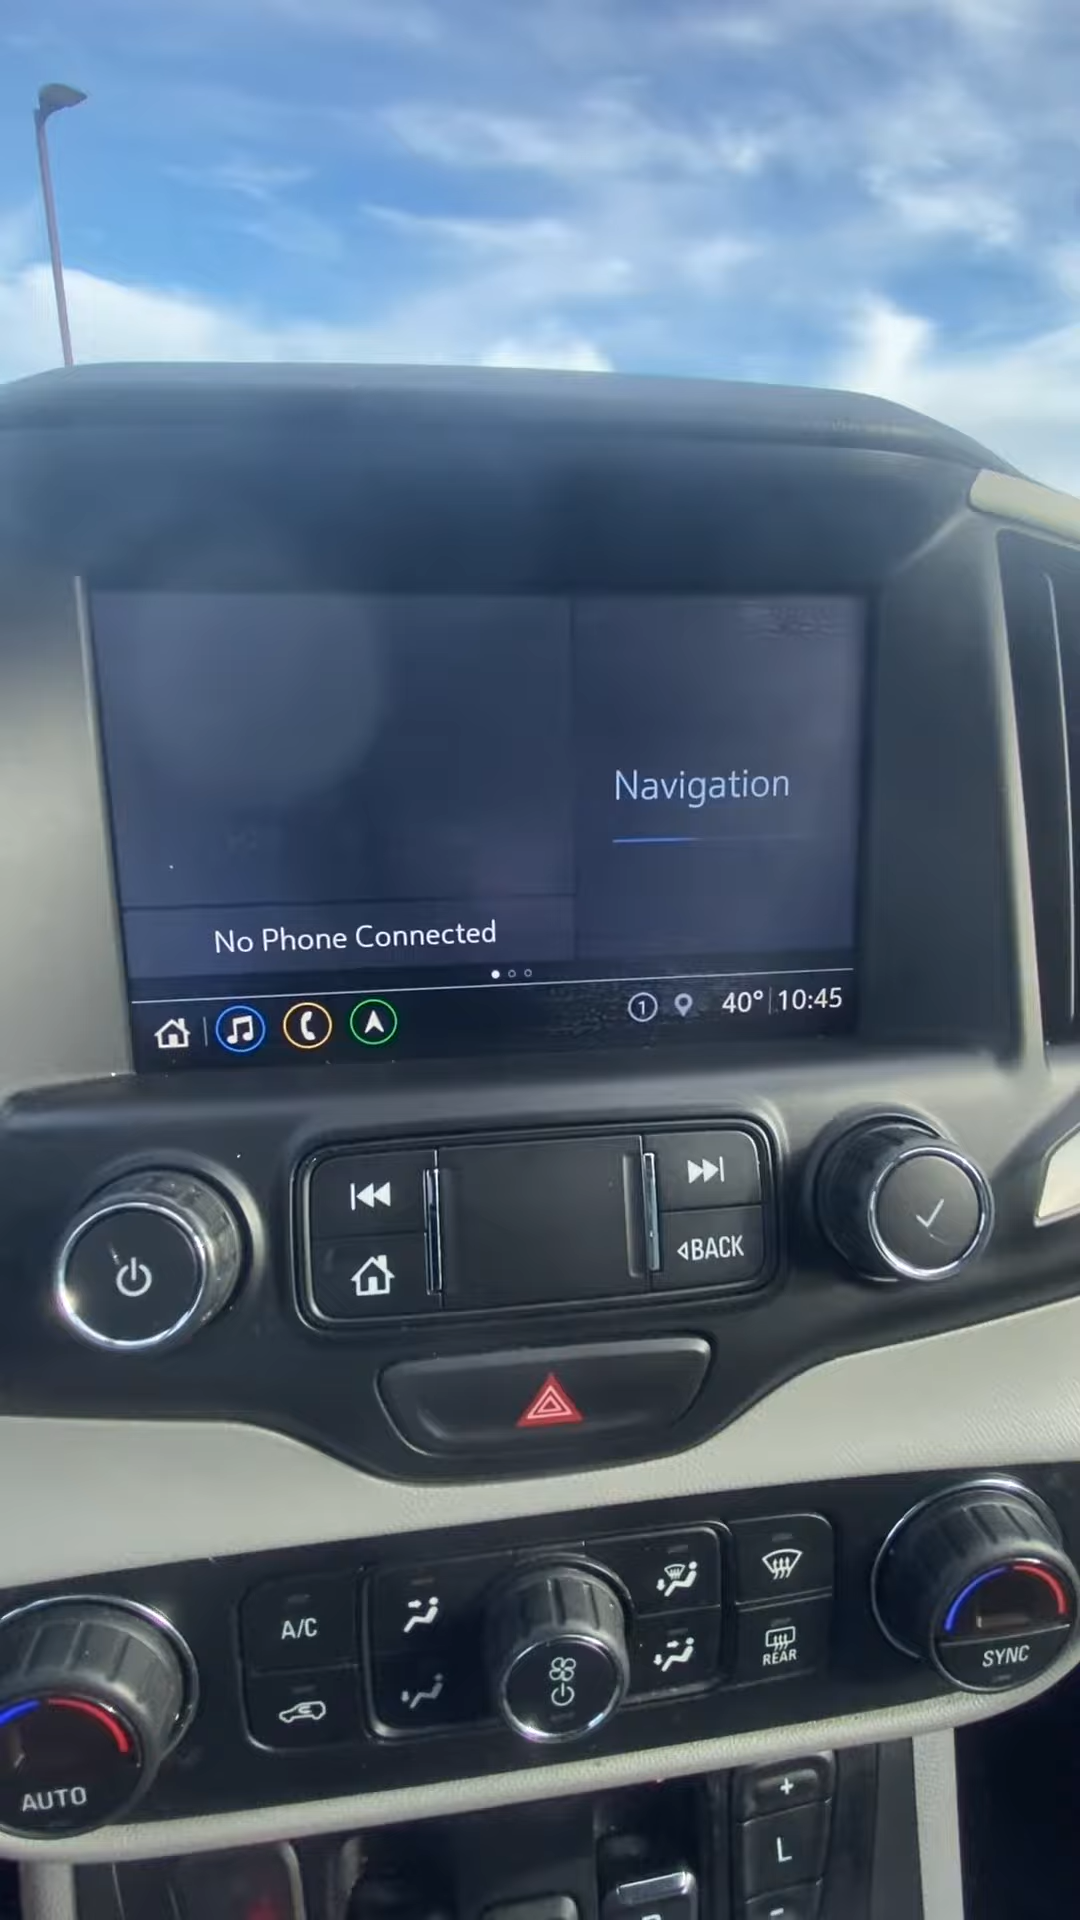 Navigation
No Phone Connected
1
40° 10:45
BACK
A/C
REAR
SYNC
AUTO
+
L
-